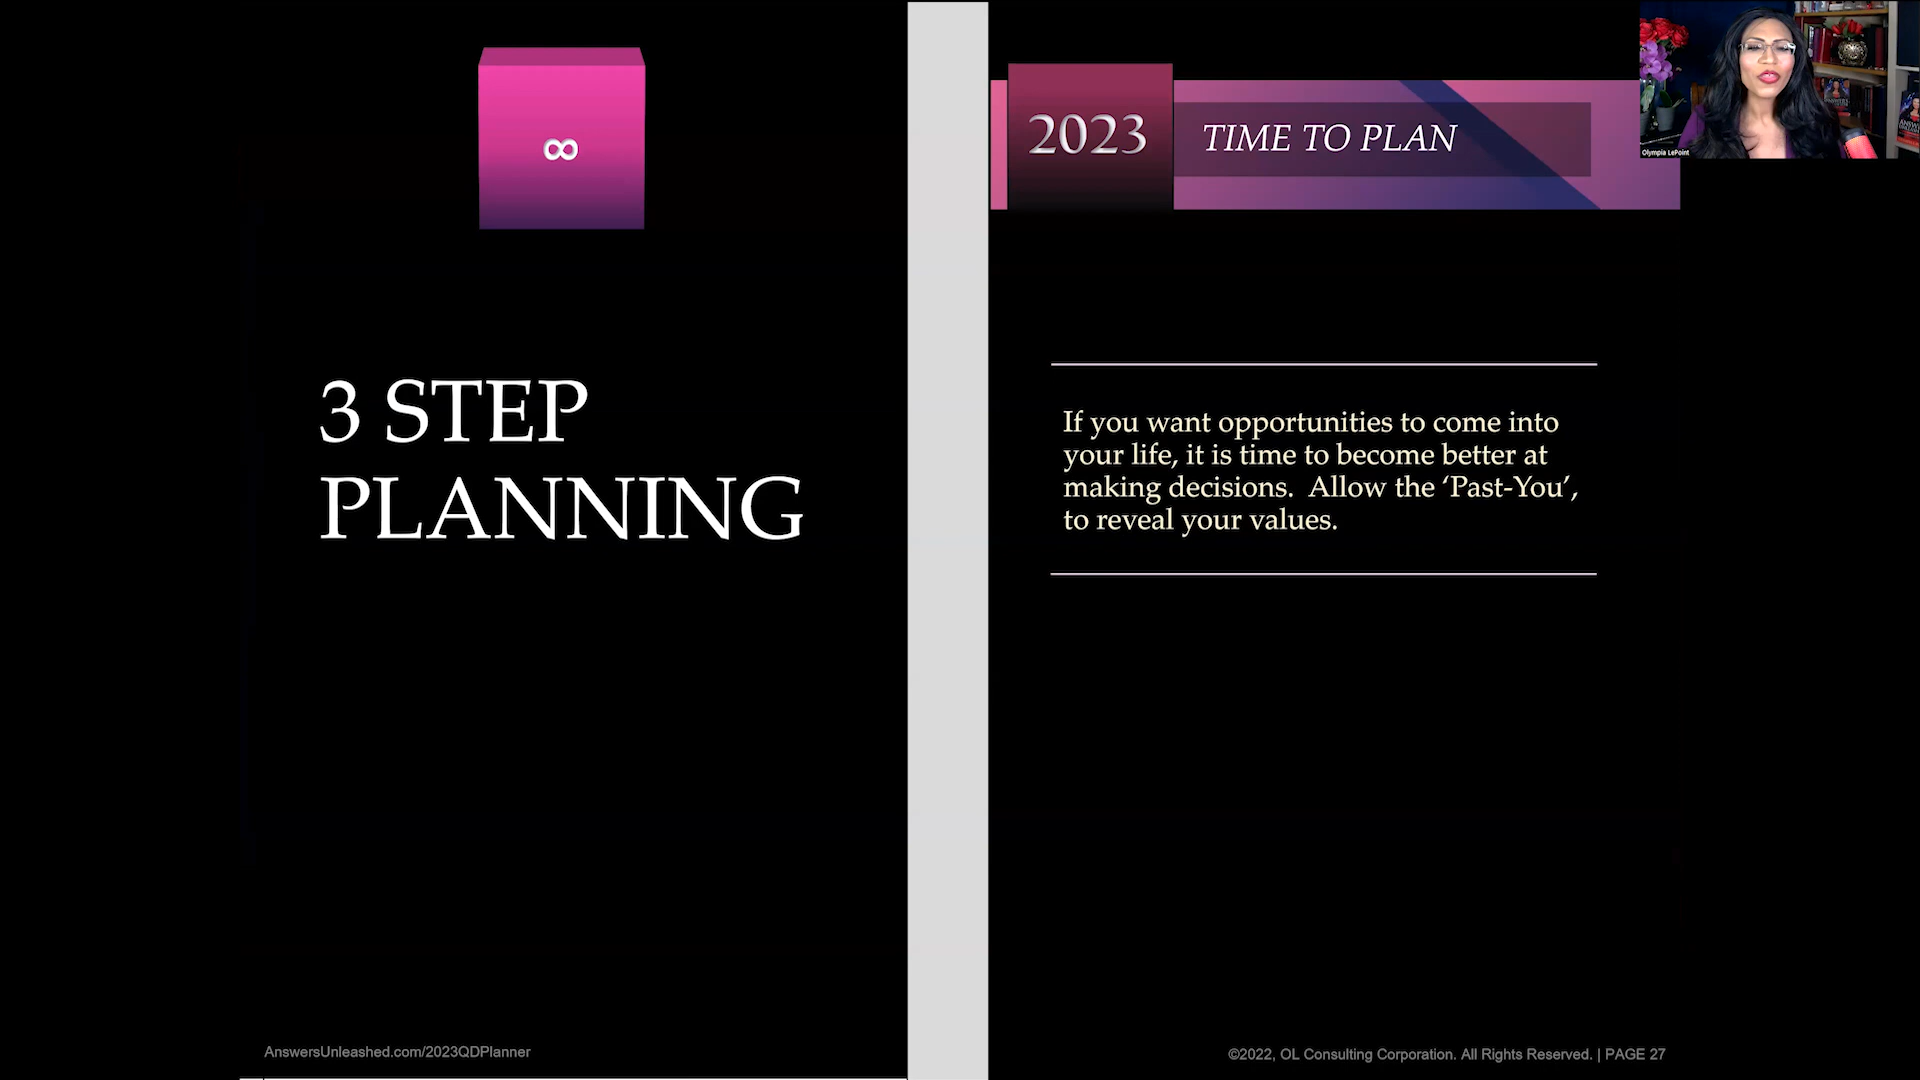 ∞
3 STEP
PLANNING
AnswersUnleashed.com/2023QDPlanner
2023
TIME TO PLAN
If you want opportunities to come into
your life, it is time to become better at
making decisions.  Allow the ‘Past-You’,
to reveal your values.
©2022, OL Consulting Corporation. All Rights Reserved. | PAGE 27
Olympia LePoint